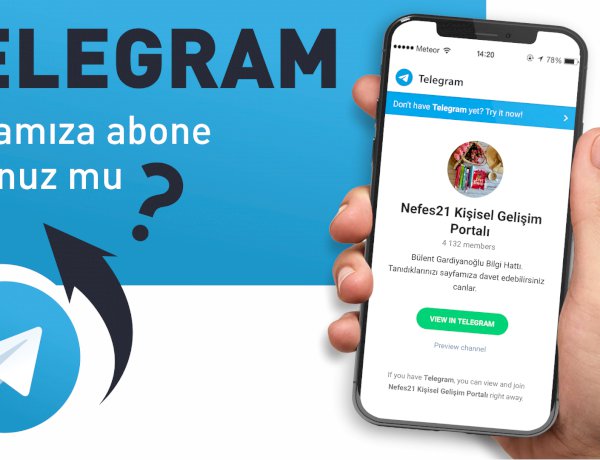 ELEGRAM
amıza abone
nuz mu
?
Meteor 14:20 78%
Telegram
Don't have Telegram yet? Try it now!
Nefes21 Kişisel Gelişim
Portalı
4 132 members
Bülent Gardiyanoğlu Bilgi Hattı.
Tanıdıklarınızı sayfamıza davet edebilirsiniz
canlar.
VIEW IN TELEGRAM
Preview channel
If you have Telegram, you can view and join
Nefes21 Kişisel Gelişim Portalı right away.